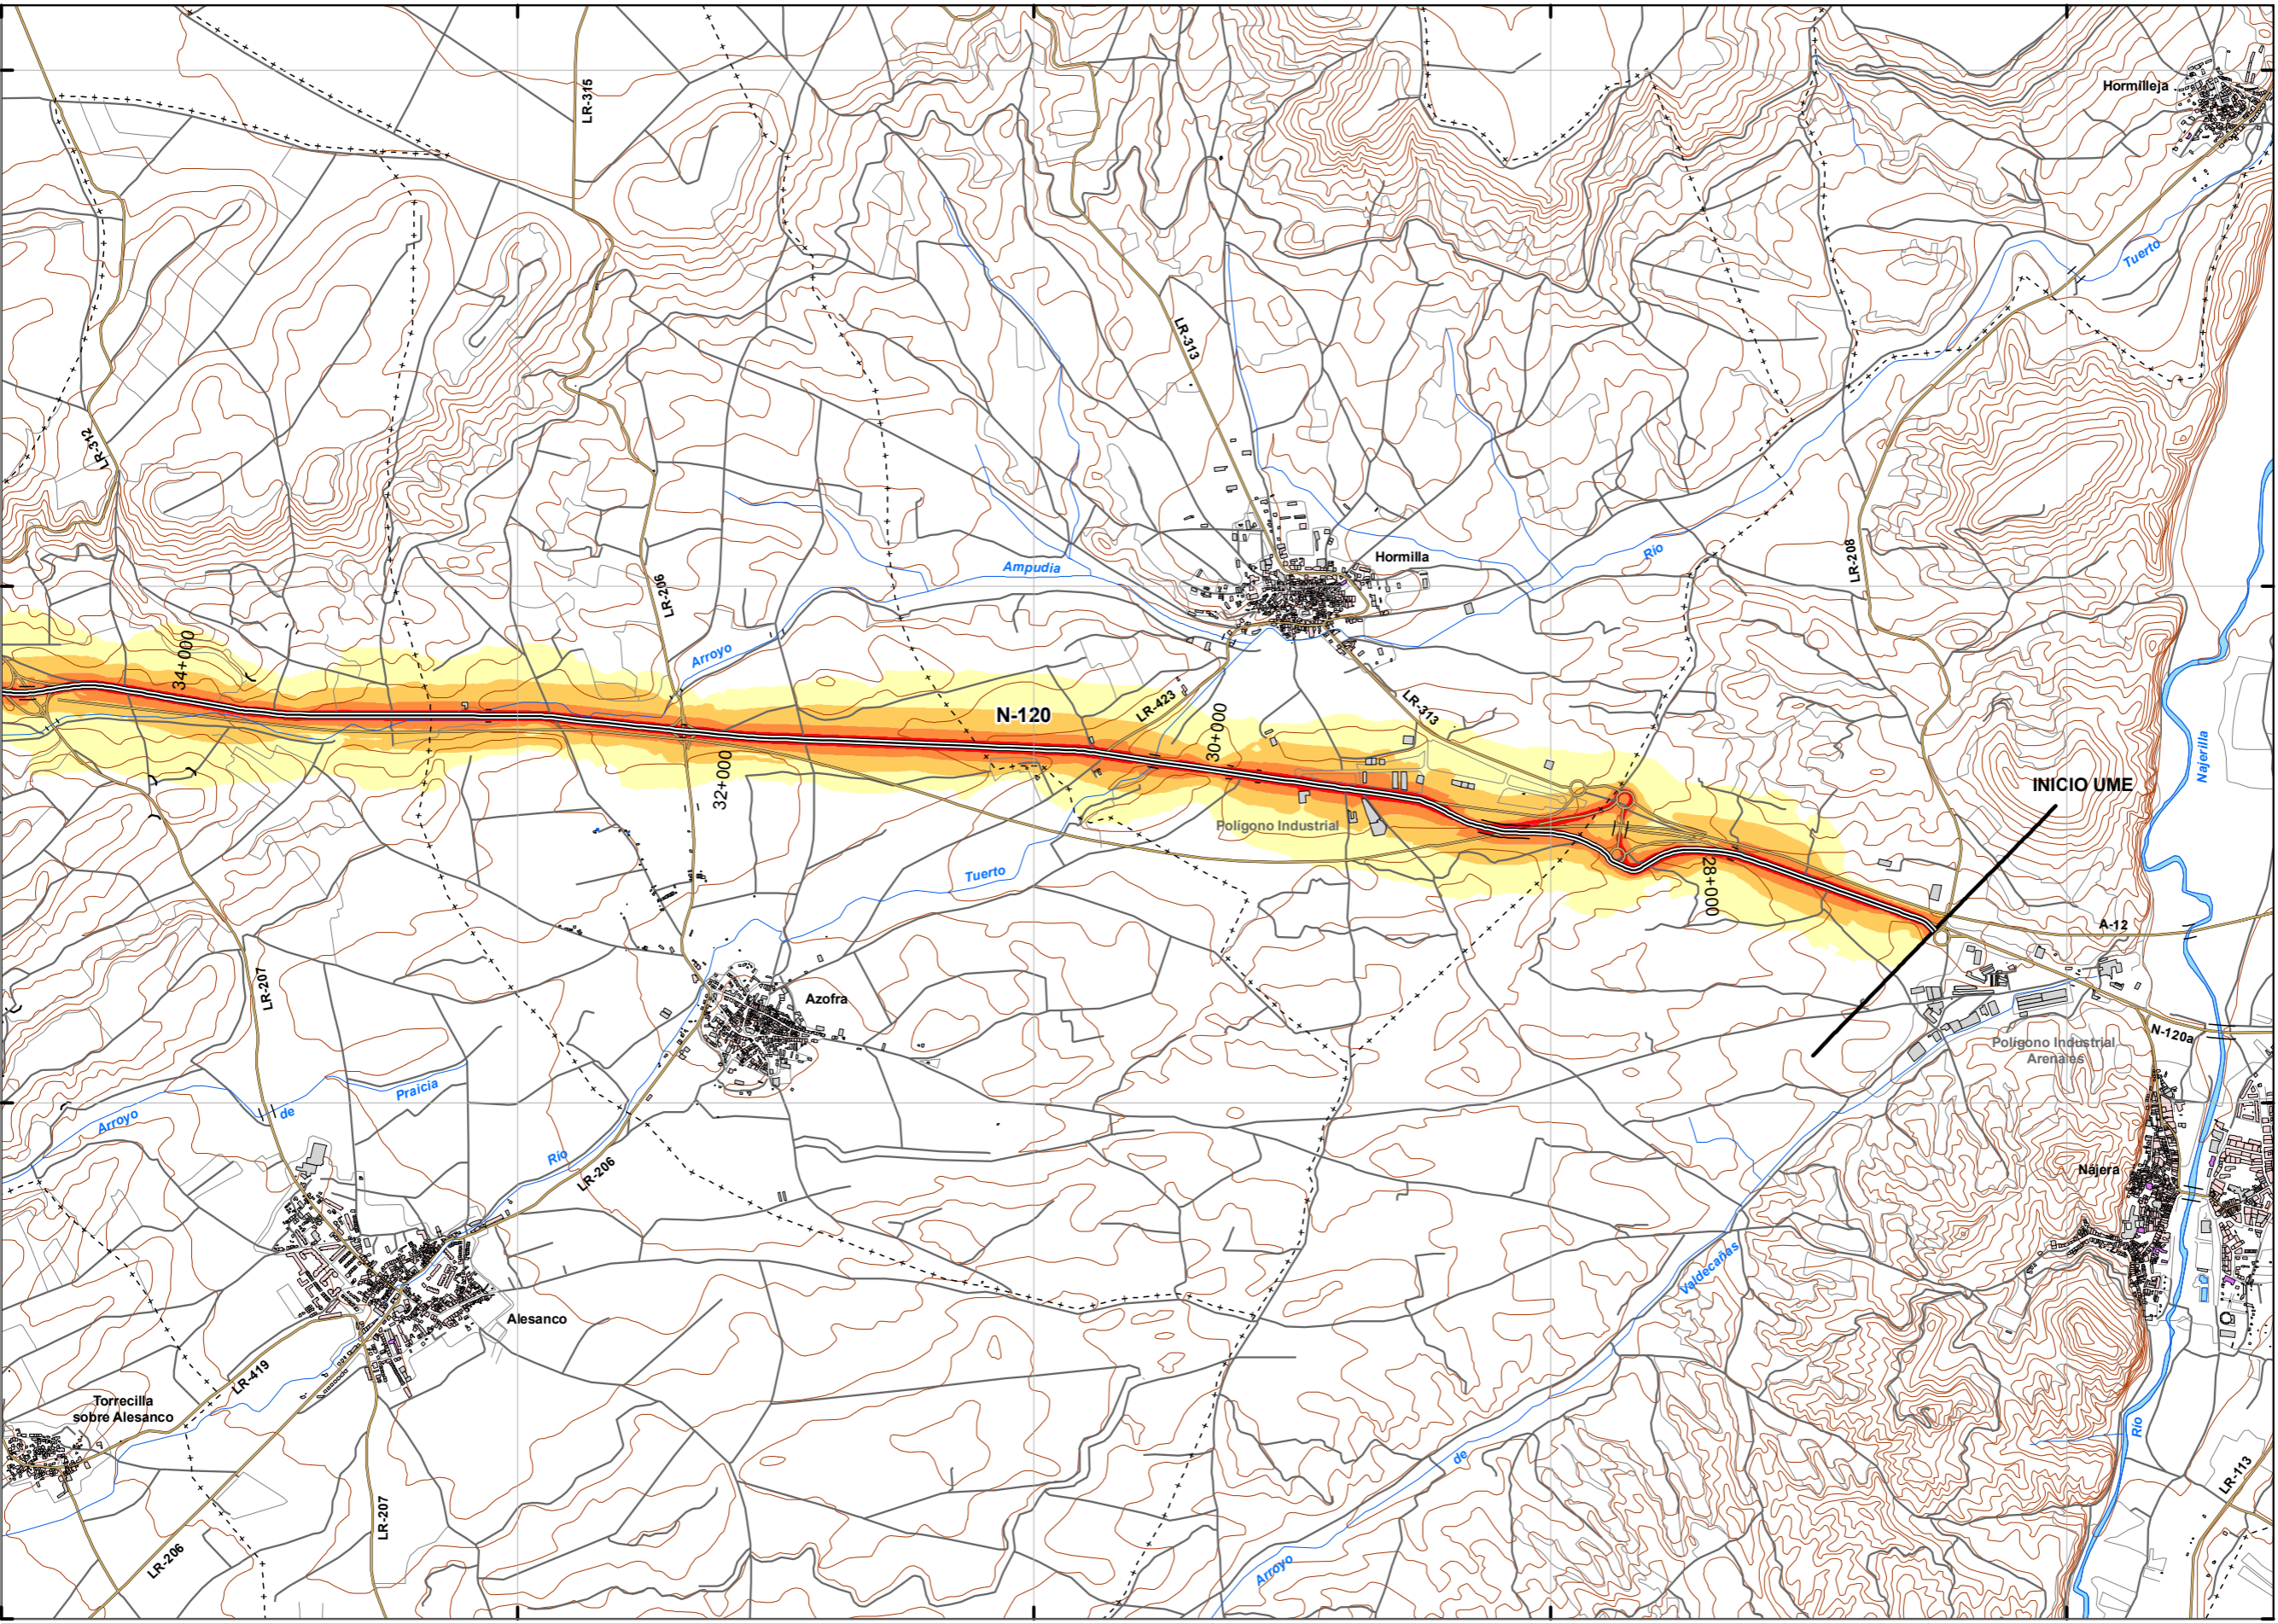 Hormilleja
LR-315
Tuerto
LR-313
LR-312
Río
Hormilla
LR-208
Ampudia
LR-206
Arroyo
34+000
LR-423
LR-313
N-120
30+000
Najerilla
32+000
INICIO UME
Polígono Industrial
Tuerto
28+000
A-12
LR-207
Azofra
N-120a
Polígono Industrial
Arenales
Praicia
de
Arroyo
Río
LR-206
Nájera
Valdecañas
Alesanco
LR-419
Torrecilla
sobre Alesanco
Río
de
LR-113
LR-207
LR-206
Arroyo